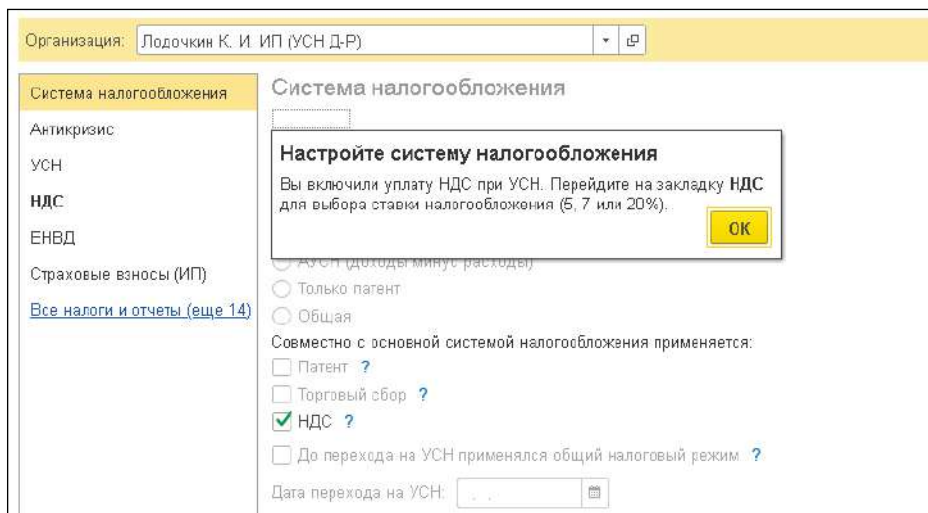 Организация: Лодочкин К. И. ИП (УСН Д-Р)
Система налогообложения
Антикризис
УСН
НДС
ЕНВД
Страховые взносы (ИП)
Все налоги и отчеты (еще 14)
Система налогообложения
Настройте систему налогообложения
Вы включили уплату НДС при УСН. Перейдите на закладку НДС
для выбора ставки налогообложения (5, 7 или 20%).
ОК
АУСН (доходы минус расходы)
Только патент
Общая
Совместно с основной системой налогообложения применяется:
Патент ?
Торговый сбор ?
НДС ?
До перехода на УСН применялся общий налоговый режим ?
Дата перехода на УСН: . .